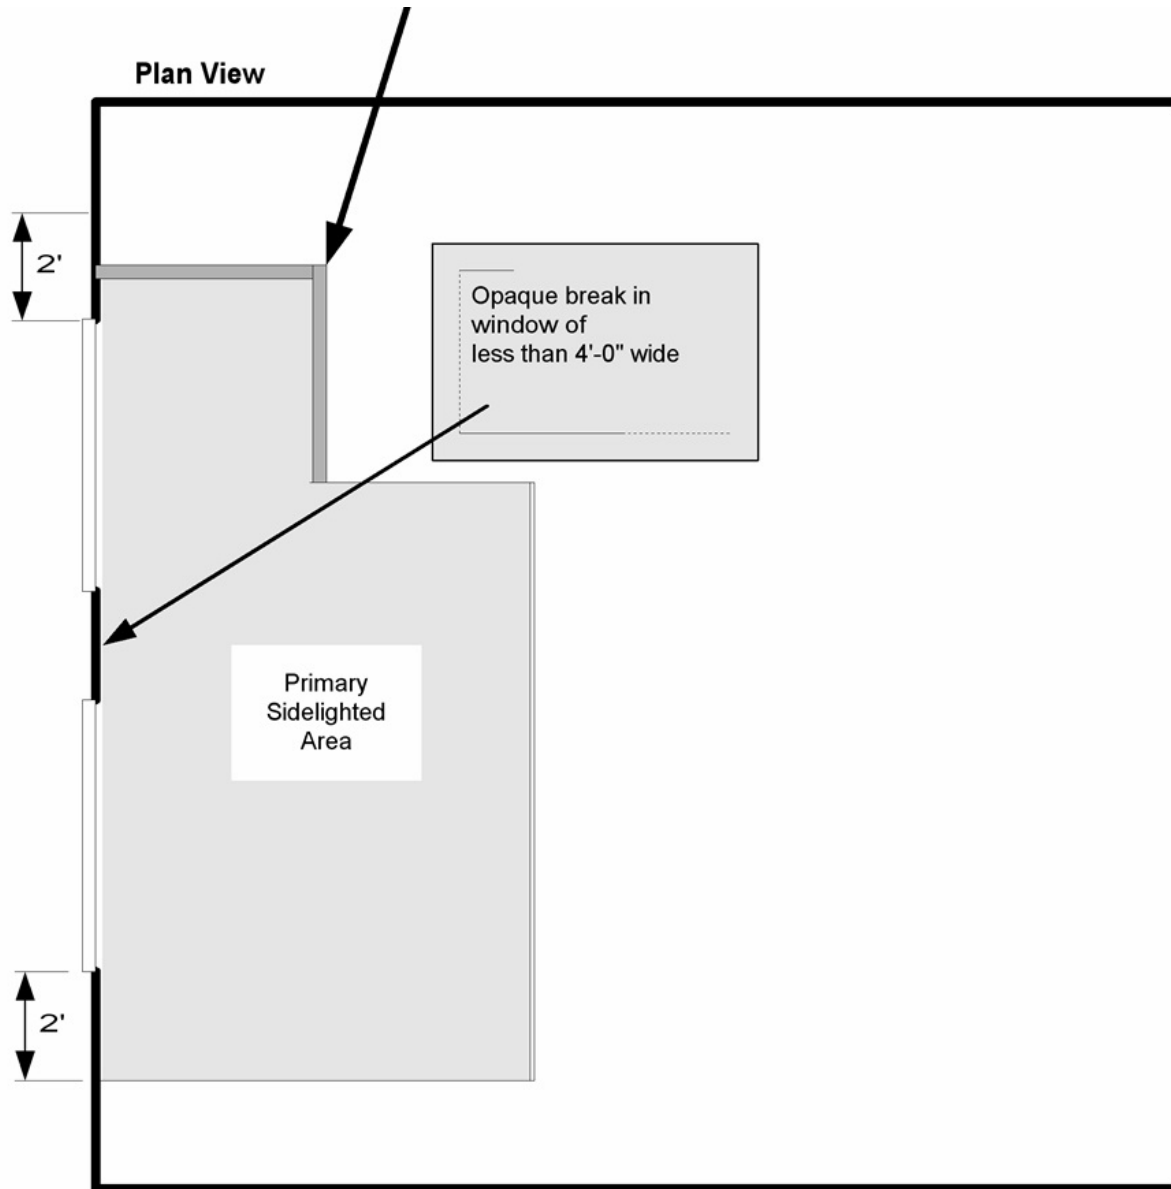 Plan View
2'
Opaque break in
window of
less than 4'-0" wide
Primary
Sidelighted
Area
2'